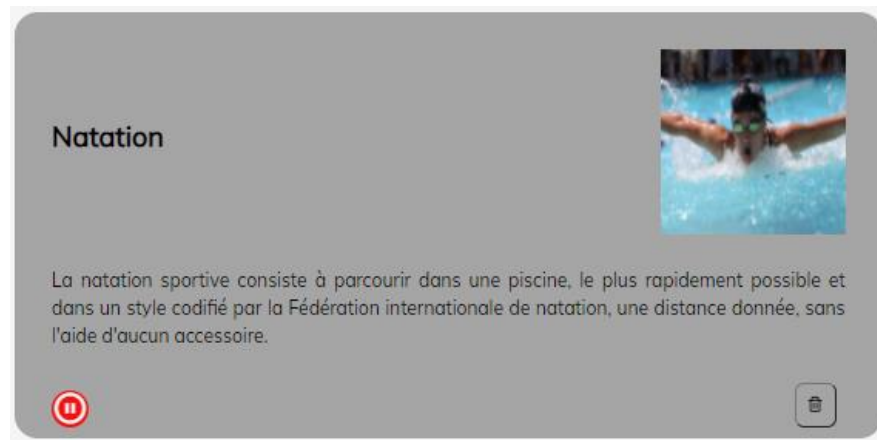 Natation
La natation sportive consiste à parcourir dans une piscine, le plus rapidement possible et
dans un style codifié par la Fédération internationale de natation, une distance donnée, sans
l'aide d'aucun accessoire.